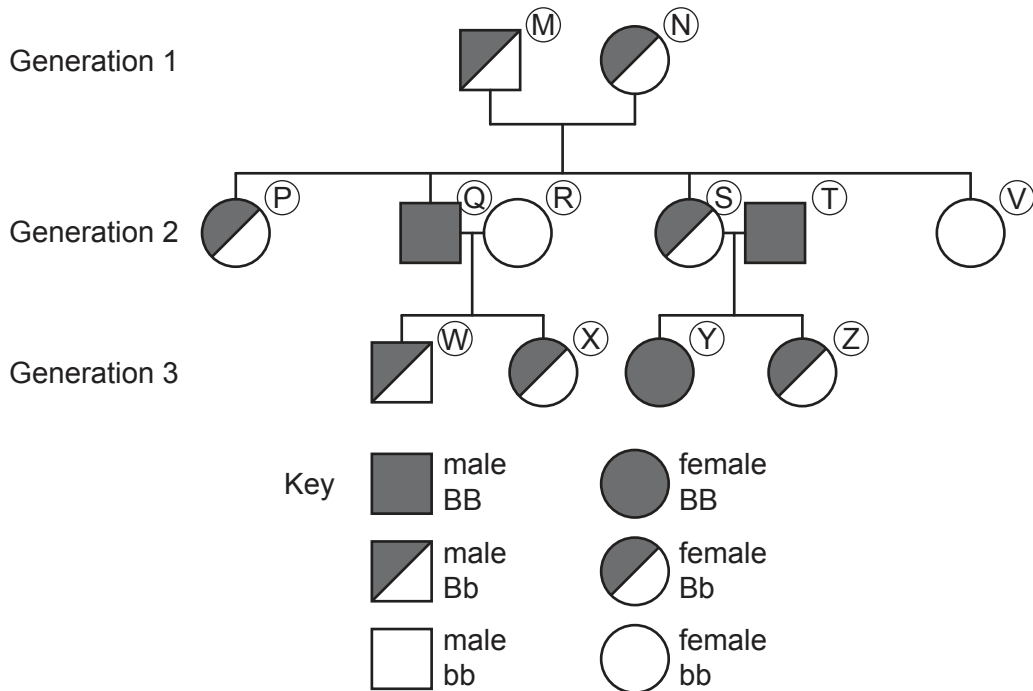 M N
Generation 1
P Q R S T V
Generation 2
W X Y Z
Generation 3
Key
male
BB
female
BB
male
Bb
female
Bb
male
bb
female
bb